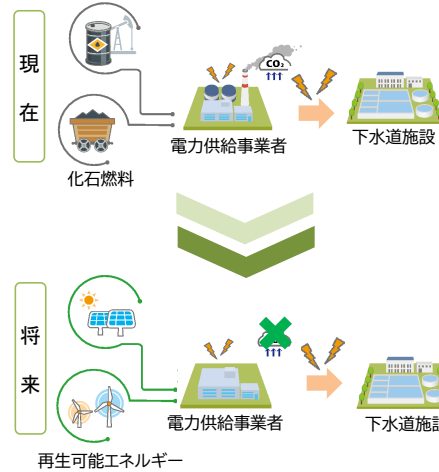 現在
CO₂
電力供給事業者
下水道施設
化石燃料
将来
電力供給事業者
下水道施設
再生可能エネルギー